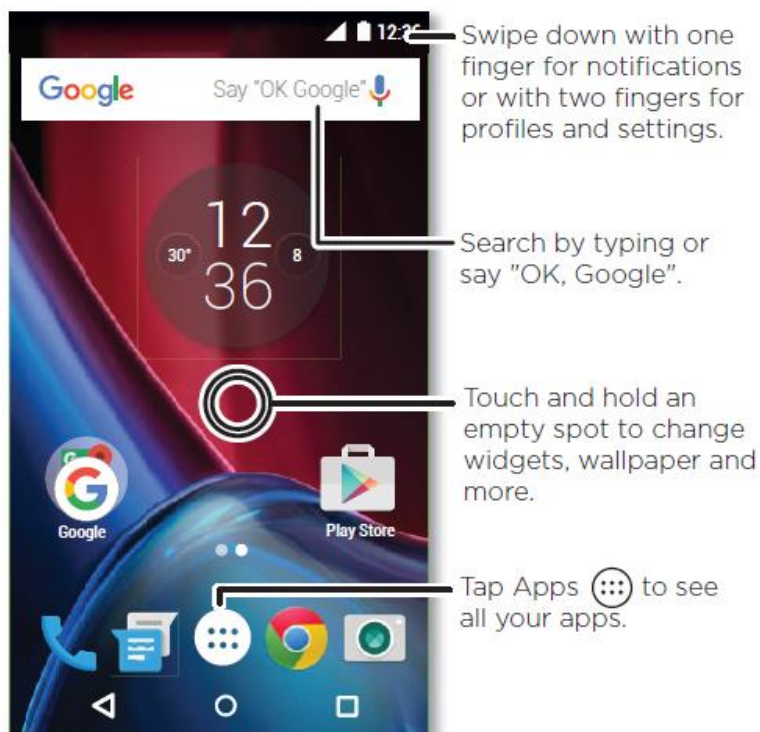 12:36
Google Say "OK Google"
12
30° 8
36
Google
Play Store
Swipe down with one
finger for notifications
or with two fingers for
profiles and settings.
Search by typing or
say "OK, Google".
Touch and hold an
empty spot to change
widgets, wallpaper and
more.
Tap Apps to see
all your apps.